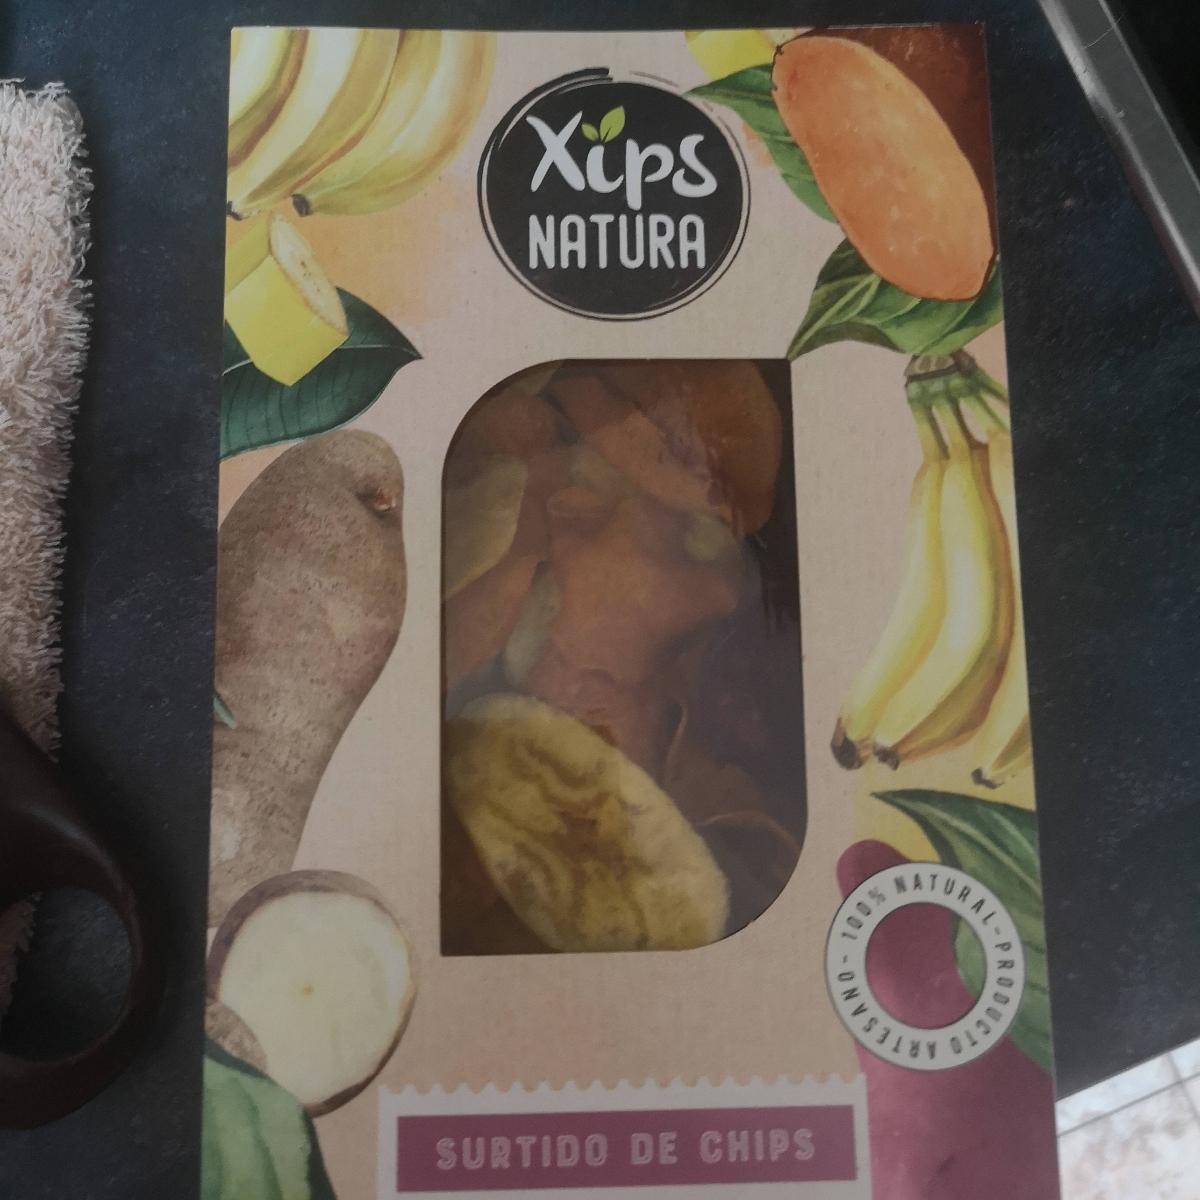 Xips
NATURA
100% NATURAL - PRODUCTO ARTESANO -
SURTIDO DE CHIPS